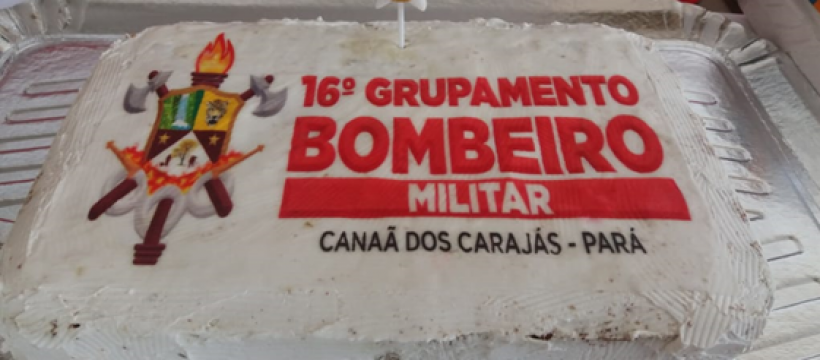 16º GRUPAMENTO
BOMBEIRO
MILITAR
CANAÃ DOS CARAJÁS - PARÁ